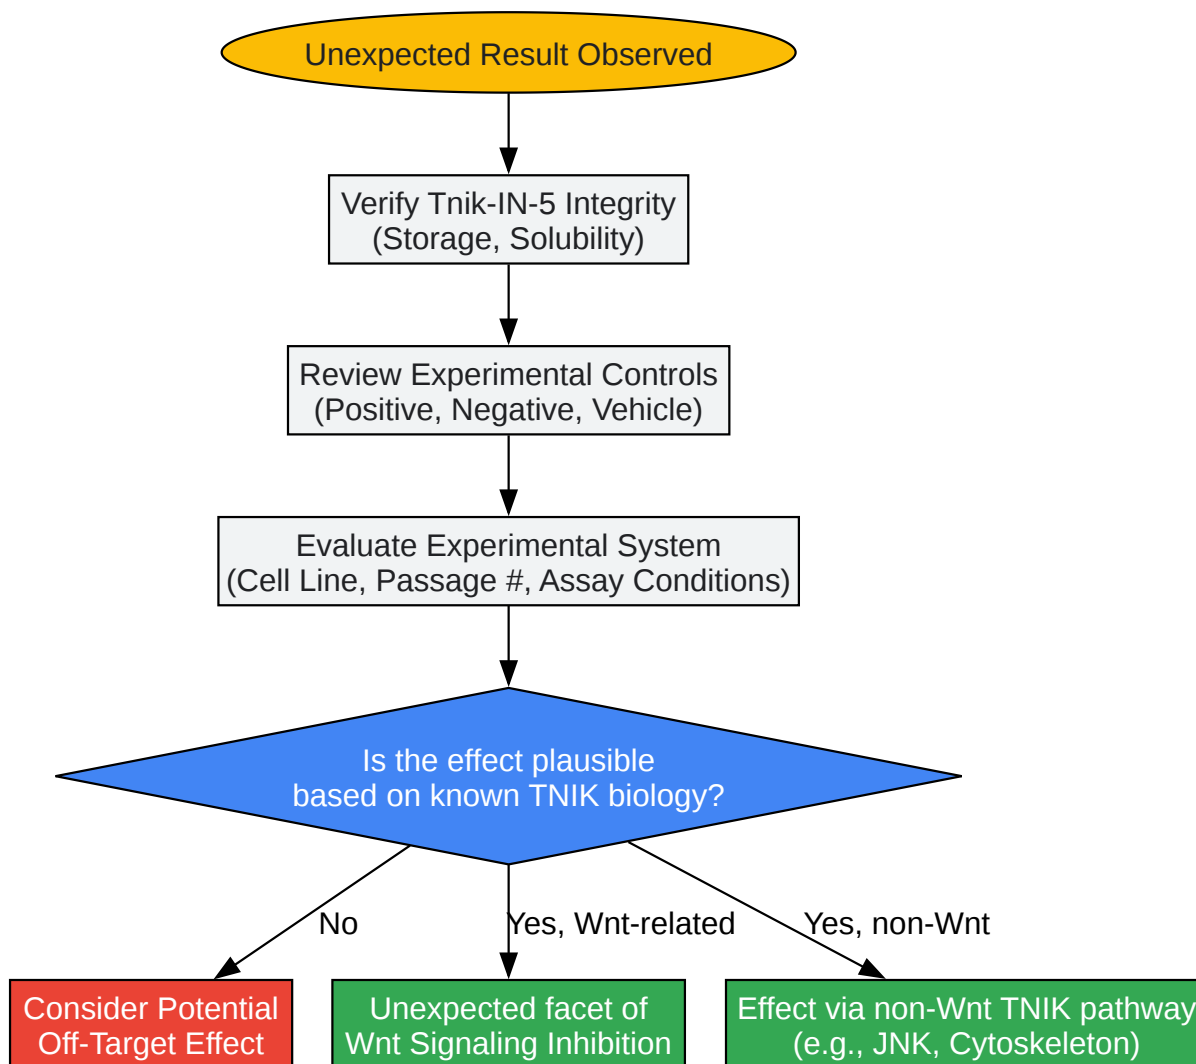 Unexpected Result Observed
Verify Tnik-IN-5 Integrity
(Storage, Solubility)
Review Experimental Controls
(Positive, Negative, Vehicle)
Evaluate Experimental System
(Cell Line, Passage #, Assay Conditions)
Is the effect plausible
based on known TNIK biology?
No
Yes, Wnt-related
Yes, non-Wnt
Consider Potential
Off-Target Effect
Unexpected facet of
Wnt Signaling Inhibition
Effect via non-Wnt TNIK pathway
(e.g., JNK, Cytoskeleton)